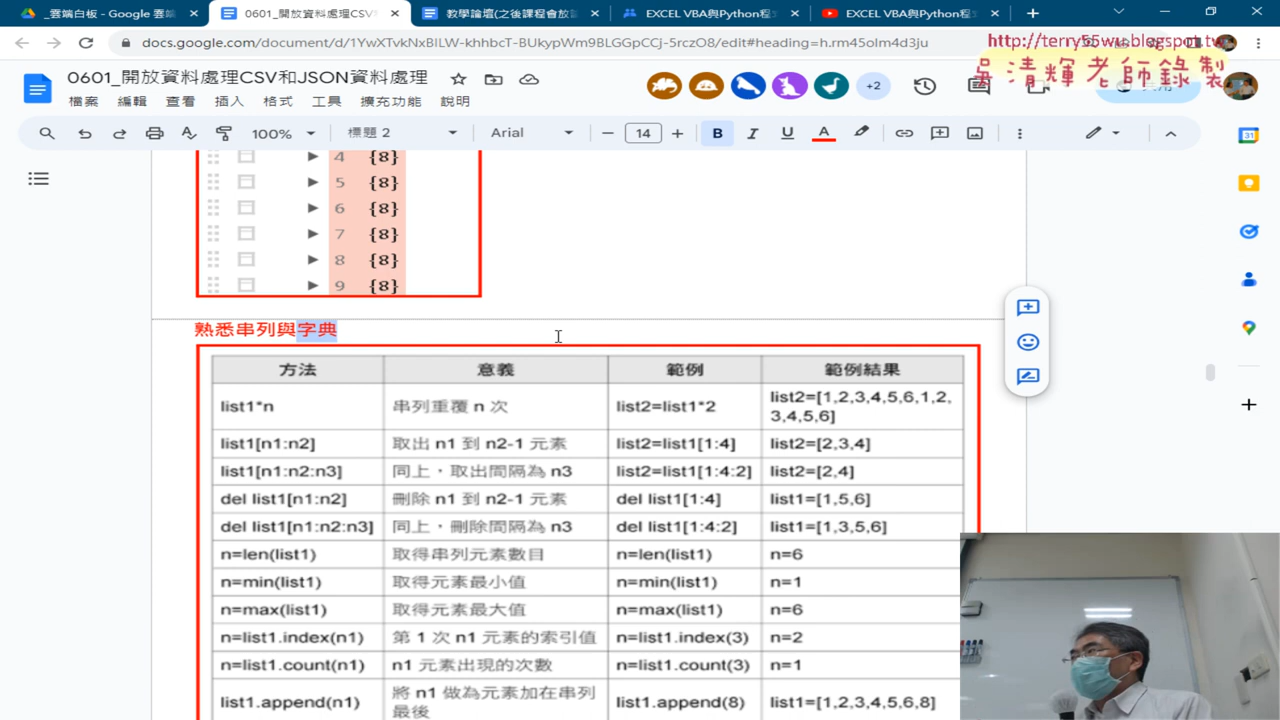 _雲端白板 - Google 雲端
0601_開放資料處理CSV
教學論壇(之後課程會放
EXCEL VBA與Python程
EXCEL VBA與Python程
docs.google.com/document/d/1YwXTvkNxBlLW-khhbcT-BUkypWm9BLGGpCCj-5rczO8/edit#heading=h.rm45olm4d3ju
http://terry55wu.blogspot.tw
吳清輝老師錄製
0601_開放資料處理CSV和JSON資料處理
檔案 編輯 查看 插入 格式 工具 擴充功能 說明
+2
100% 標題 2 Arial 14 B I U A
31
4 {8}
5 {8}
6 {8}
7 {8}
8 {8}
9 {8}
熟悉串列與字典
方法 意義 範例 範例結果
list1*n 串列重覆 n 次 list2=list1*2 list2=[1,2,3,4,5,6,1,2,
3,4,5,6]
list1[n1:n2] 取出 n1 到 n2-1 元素 list2=list1[1:4] list2=[2,3,4]
list1[n1:n2:n3] 同上，取出間隔為 n3 list2=list1[1:4:2] list2=[2,4]
del list1[n1:n2] 刪除 n1 到 n2-1 元素 del list1[1:4] list1=[1,5,6]
del list1[n1:n2:n3] 同上，刪除間隔為 n3 del list1[1:4:2] list1=[1,3,5,6]
n=len(list1) 取得串列元素數目 n=len(list1) n=6
n=min(list1) 取得元素最小值 n=min(list1) n=1
n=max(list1) 取得元素最大值 n=max(list1) n=6
n=list1.index(n1) 第 1 次 n1 元素的索引值 n=list1.index(3) n=2
n=list1.count(n1) n1 元素出現的次數 n=list1.count(3) n=1
list1.append(n1) 將 n1 做為元素加在串列
最後 list1.append(8) list1=[1,2,3,4,5,6,8]